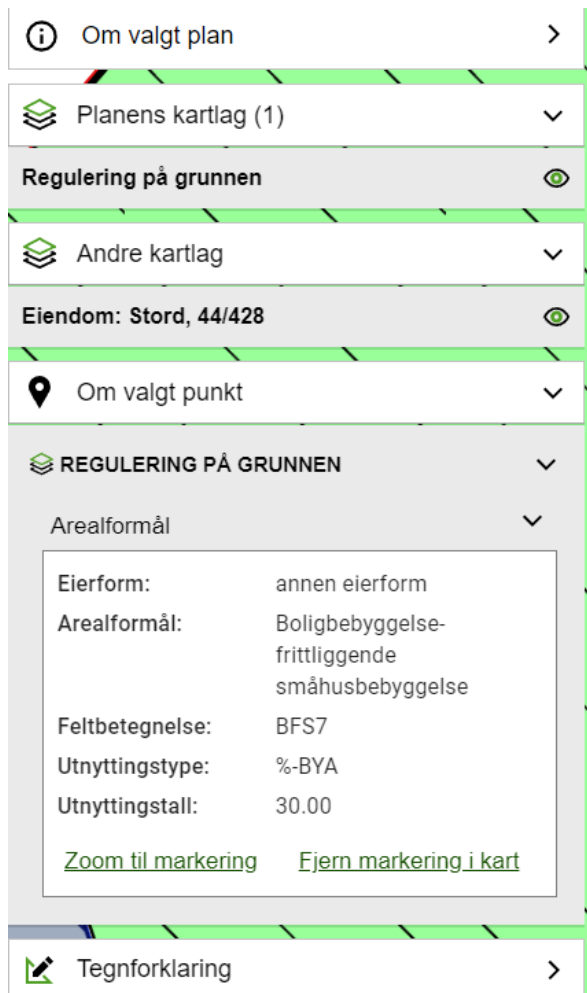 Om valgt plan
Planens kartlag (1)
Regulering på grunnen
Andre kartlag
Eiendom: Stord, 44/428
Om valgt punkt
REGULERING PÅ GRUNNEN
Arealformål
Eierform: annen eierform
Arealformål: Boligbebyggelse-
frittliggende
småhusbebyggelse
Feltbetegnelse: BFS7
Utnyttingstype: %-BYA
Utnyttingstall: 30.00
Zoom til markering Fjern markering i kart
Tegnforklaring